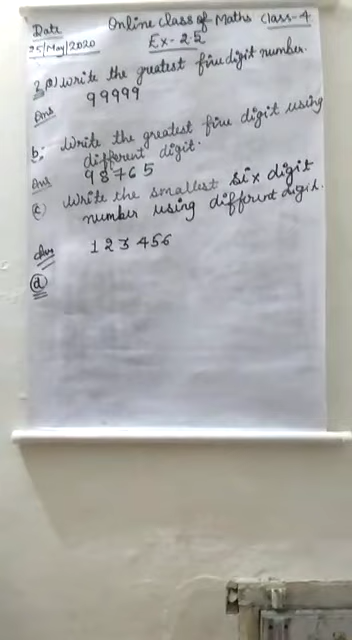 Date Online class of Maths Class-4
25/May/2020 Ex-2.5
2.(a) Write the greatest five digit number.
Ans 99999
b: Write the greatest five digit using
different digit.
Ans 98765
(c) Write the smallest six digit
number using different digit.
Ans 123456
(d)